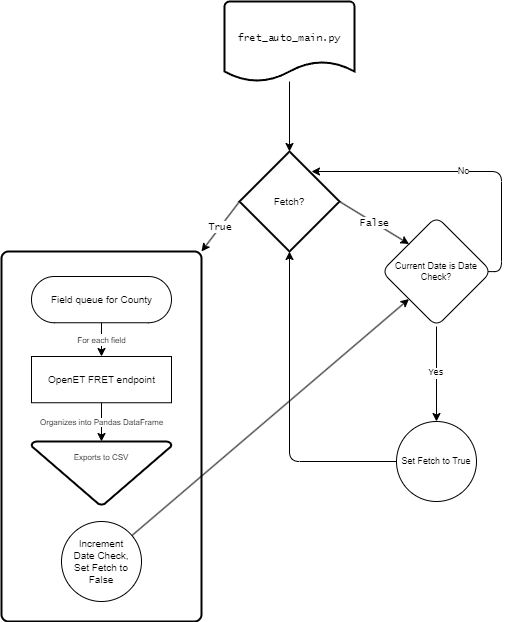 fret_auto_main.py
Fetch?
No
True
False
Current Date is Date
Check?
Field queue for County
For each field
OpenET FRET endpoint
Yes
Organizes into Pandas DataFrame
Exports to CSV
Set Fetch to True
Increment
Date Check,
Set Fetch to
False